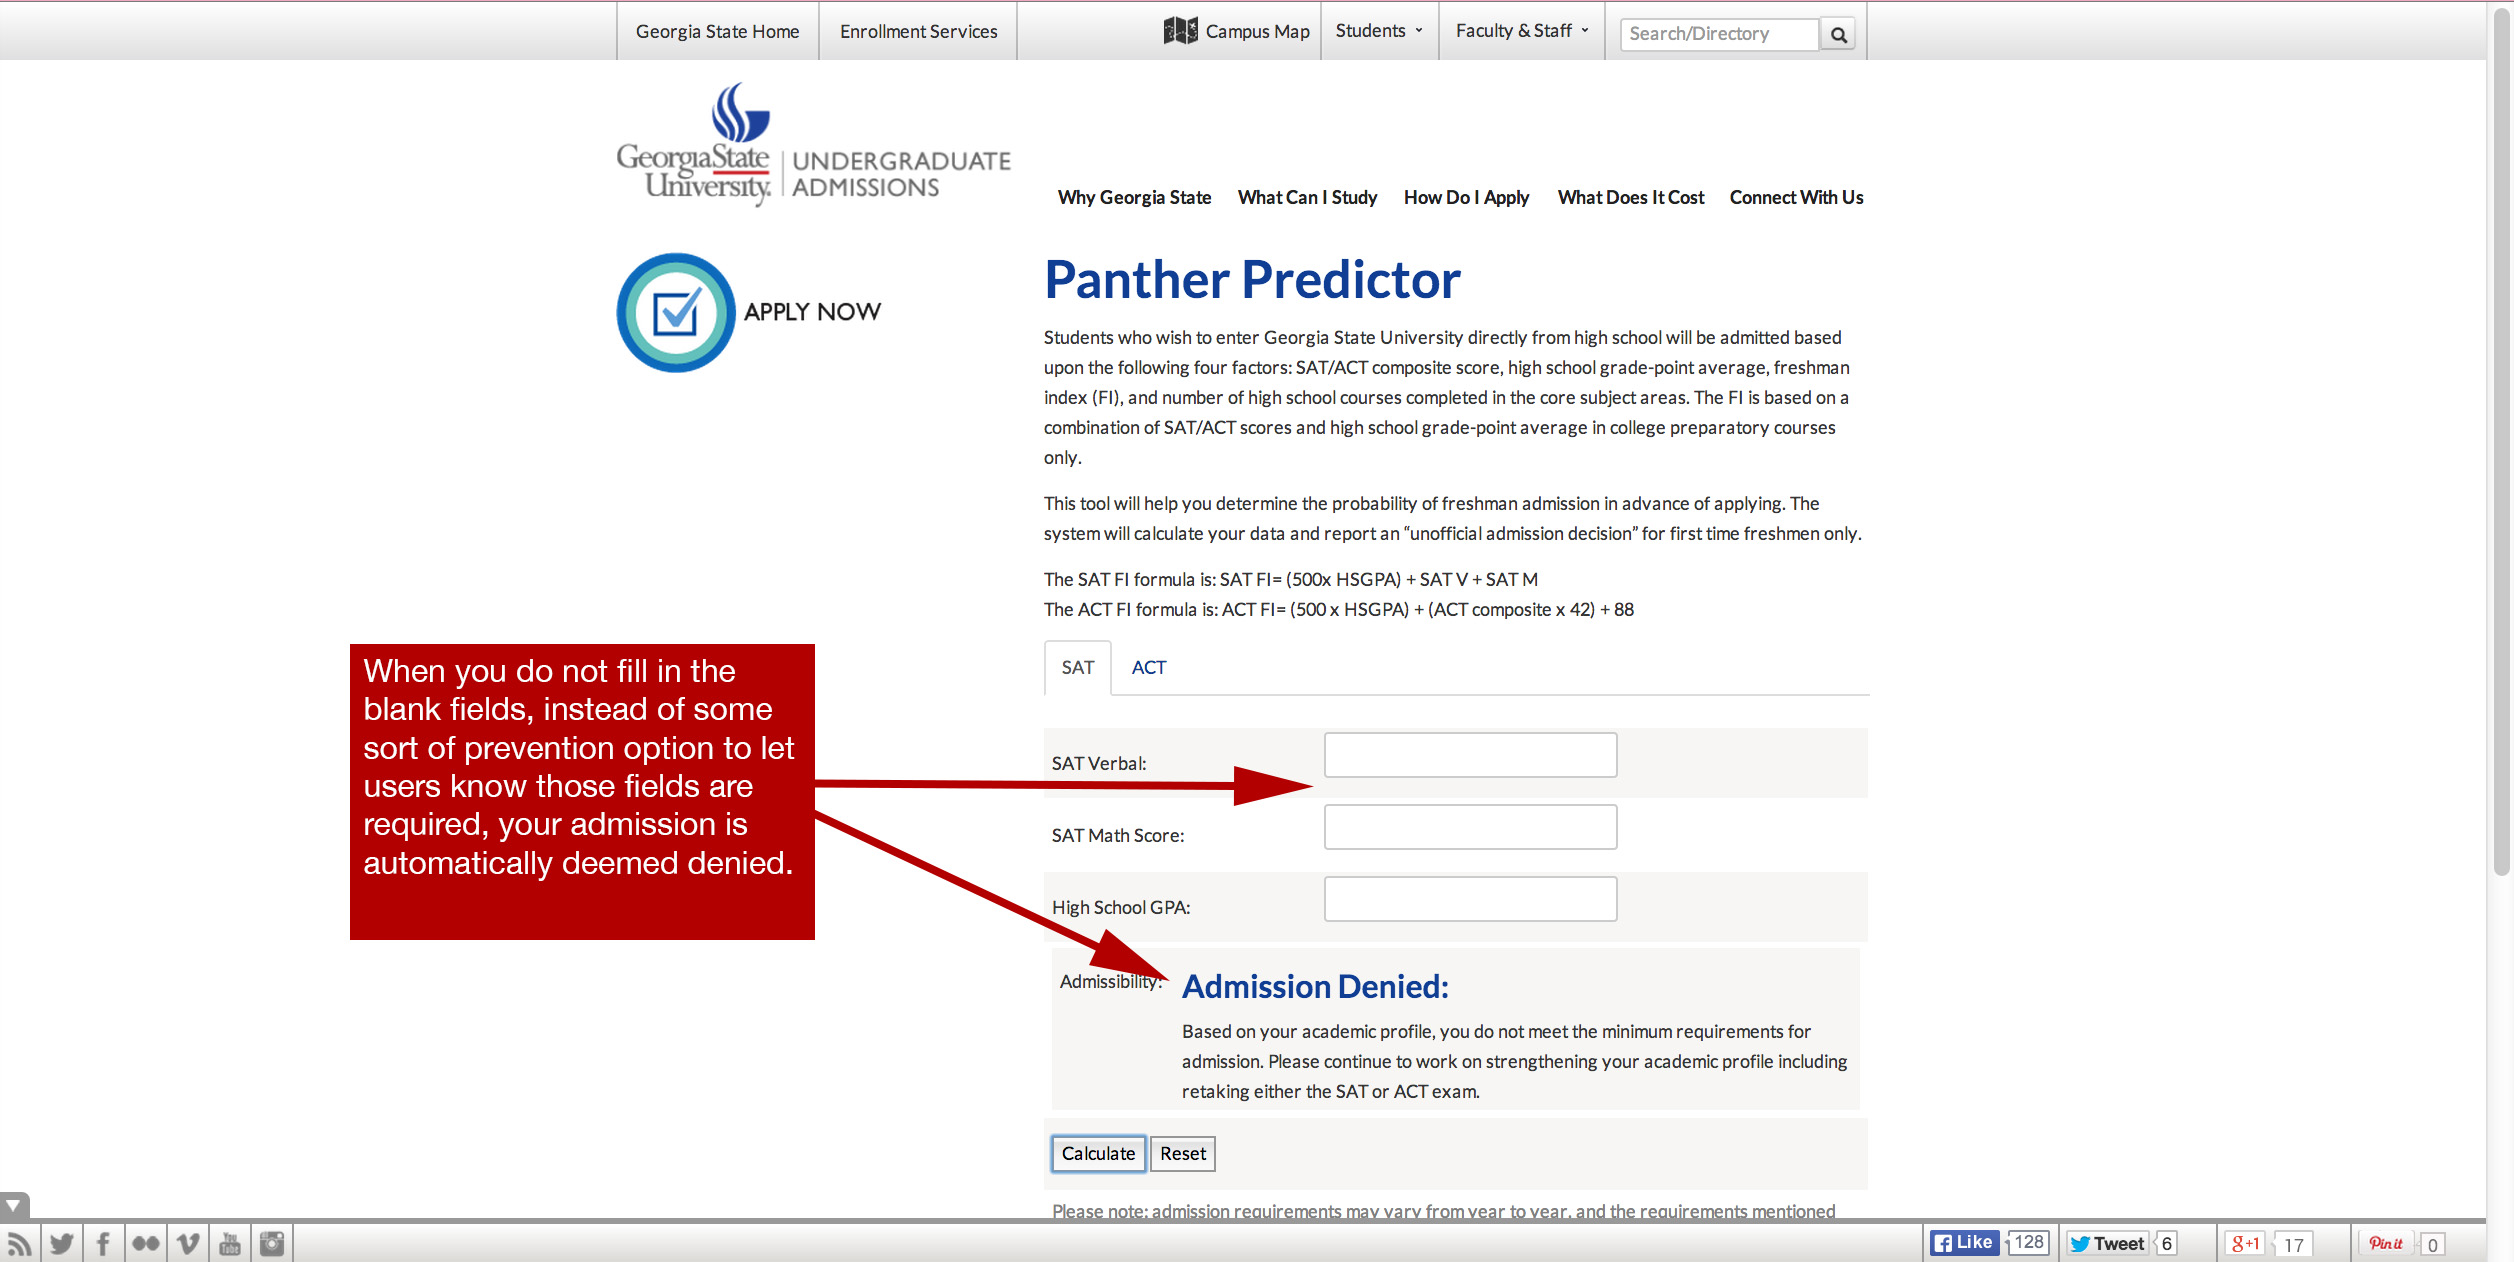 Georgia State Home
Enrollment Services
Campus Map
Students
Faculty & Staff
Search/Directory
GeorgiaState
University.
UNDERGRADUATE
ADMISSIONS
Why Georgia State
What Can I Study
How Do I Apply
What Does It Cost
Connect With Us
APPLY NOW
Panther Predictor
Students who wish to enter Georgia State University directly from high school will be admitted based
upon the following four factors: SAT/ACT composite score, high school grade-point average, freshman
index (FI), and number of high school courses completed in the core subject areas. The FI is based on a
combination of SAT/ACT scores and high school grade-point average in college preparatory courses
only.
This tool will help you determine the probability of freshman admission in advance of applying. The
system will calculate your data and report an “unofficial admission decision” for first time freshmen only.
The SAT FI formula is: SAT FI= (500x HSGPA) + SAT V + SAT M
The ACT FI formula is: ACT FI= (500 x HSGPA) + (ACT composite x 42) + 88
When you do not fill in the
blank fields, instead of some
sort of prevention option to let
users know those fields are
required, your admission is
automatically deemed denied.
SAT
ACT
SAT Verbal:
SAT Math Score:
High School GPA:
Admissibility:
Admission Denied:
Based on your academic profile, you do not meet the minimum requirements for
admission. Please continue to work on strengthening your academic profile including
retaking either the SAT or ACT exam.
Calculate
Reset
Please note: admission requirements may vary from year to year, and the requirements mentioned
You
Tube
Like
128
Tweet
6
g+1
17
Pin it
0